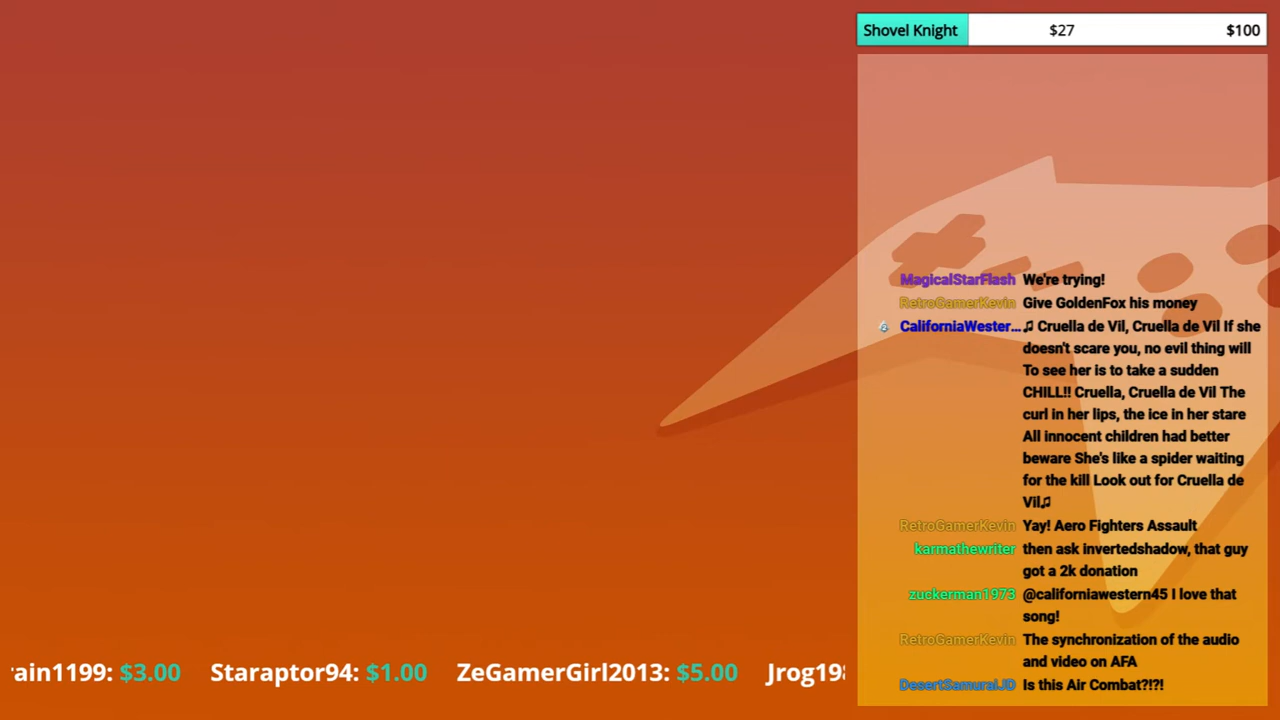 Shovel Knight $27 $100
MagicalStarFlash We're trying!
RetroGamerKevin Give GoldenFox his money
CaliforniaWester... ♫ Cruella de Vil, Cruella de Vil If she
doesn't scare you, no evil thing will
To see her is to take a sudden
CHILL!! Cruella, Cruella de Vil The
curl in her lips, the ice in her stare
All innocent children had better
beware She's like a spider waiting
for the kill Look out for Cruella de
Vil♫
RetroGamerKevin Yay! Aero Fighters Assault
karmathewriter then ask invertedshadow, that guy
got a 2k donation
zuckerman1973 @californiawestern45 I love that
song!
RetroGamerKevin The synchronization of the audio
and video on AFA
DesertSamuraiJD Is this Air Combat?!?!
ain1199: $3.00 Staraptor94: $1.00 ZeGamerGirl2013: $5.00 Jrog19